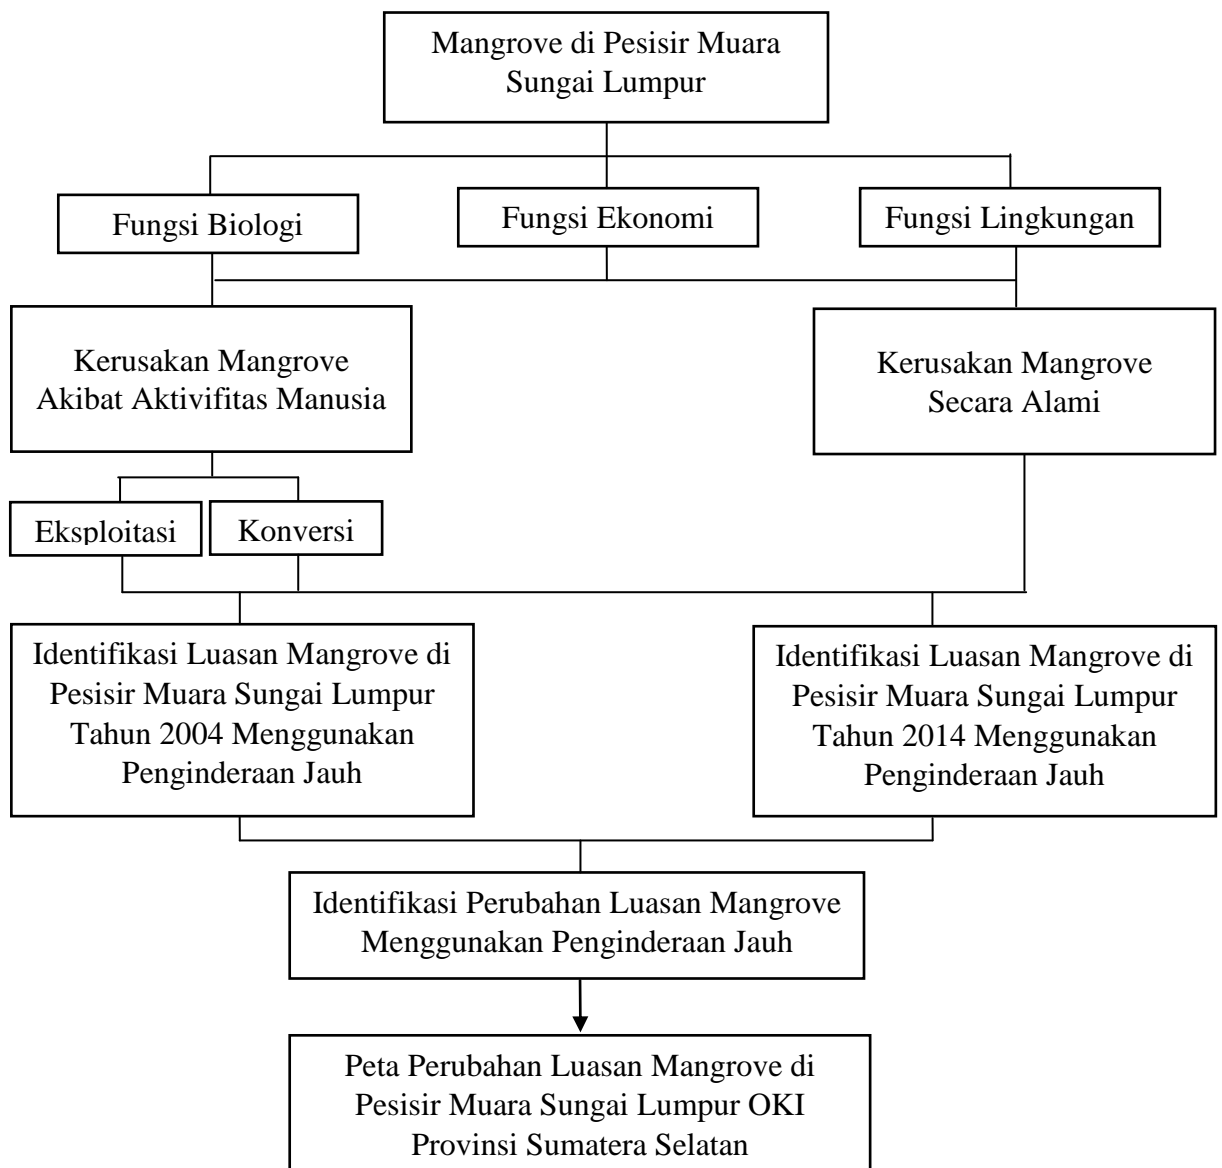 Mangrove di Pesisir Muara
Sungai Lumpur
Fungsi Biologi
Fungsi Ekonomi
Fungsi Lingkungan
Kerusakan Mangrove
Akibat Aktivifitas Manusia
Kerusakan Mangrove
Secara Alami
Eksploitasi
Konversi
Identifikasi Luasan Mangrove di
Pesisir Muara Sungai Lumpur
Tahun 2004 Menggunakan
Penginderaan Jauh
Identifikasi Luasan Mangrove di
Pesisir Muara Sungai Lumpur
Tahun 2014 Menggunakan
Penginderaan Jauh
Identifikasi Perubahan Luasan Mangrove
Menggunakan Penginderaan Jauh
Peta Perubahan Luasan Mangrove di
Pesisir Muara Sungai Lumpur OKI
Provinsi Sumatera Selatan